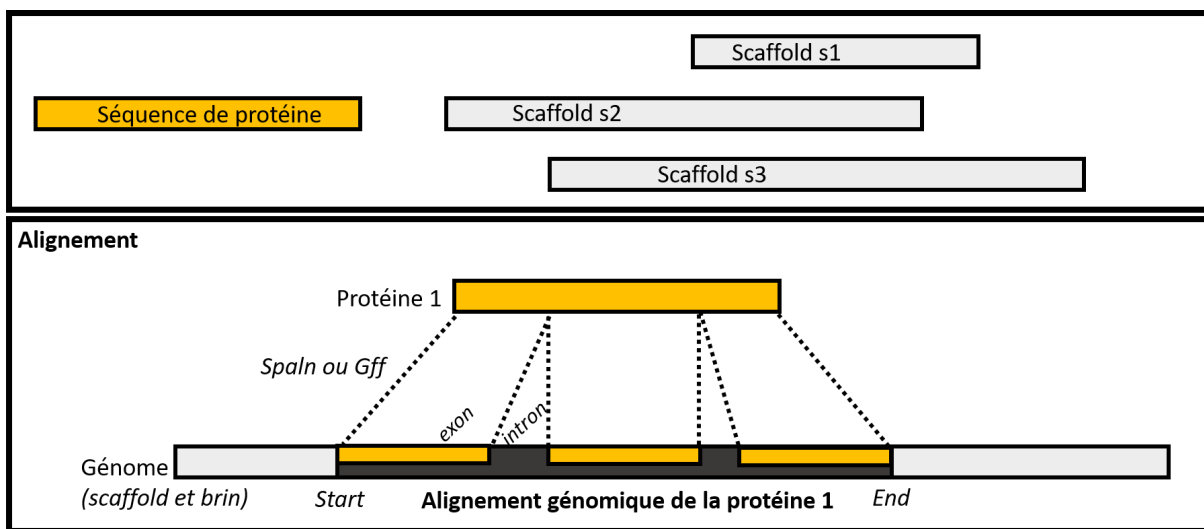 Scaffold s1
Séquence de protéine
Scaffold s2
Scaffold s3
Alignement
Protéine 1
Spaln ou Gff
exon
intron
Génome
(scaffold et brin)
Start
Alignement génomique de la protéine 1
End